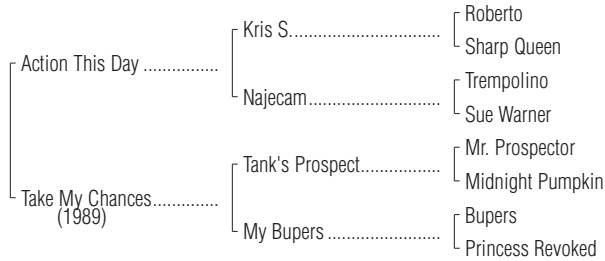 Roberto
Kris S.
Sharp Queen
Action This Day
Trempolino
Najecam
Sue Warner
Mr. Prospector
Tank's Prospect
Midnight Pumpkin
Take My Chances
(1989)
Bupers
My Bupers
Princess Revoked